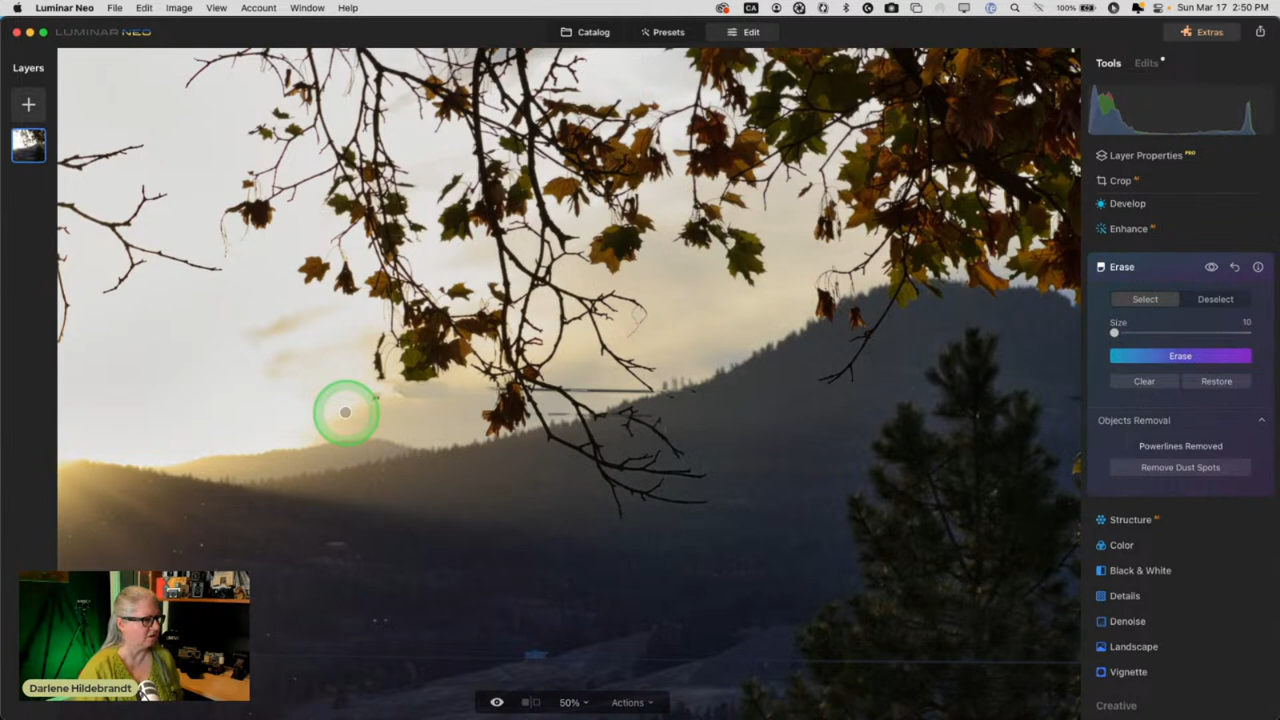 Luminar Neo File Edit Image View Account Window Help
100% Sun Mar 17 2:50 PM
LUMINAR NEO
Catalog Presets Edit
Extras
Layers
Tools Edits
Layer Properties PRO
Crop AI
Develop
Enhance AI
Erase
Select Deselect
Size 10
Erase
Clear Restore
Objects Removal
Powerlines Removed
Remove Dust Spots
Structure AI
Color
Black & White
Details
Denoise
Landscape
Vignette
Creative
Darlene Hildebrandt
50% Actions